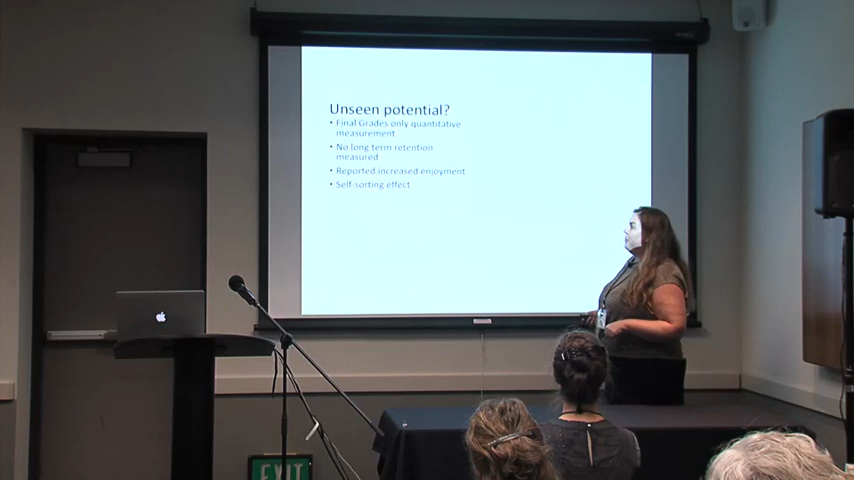 Unseen potential?
• Final Grades only quantitative
measurement
• No long term retention
measured
• Reported increased enjoyment
• Self-sorting effect
EXIT